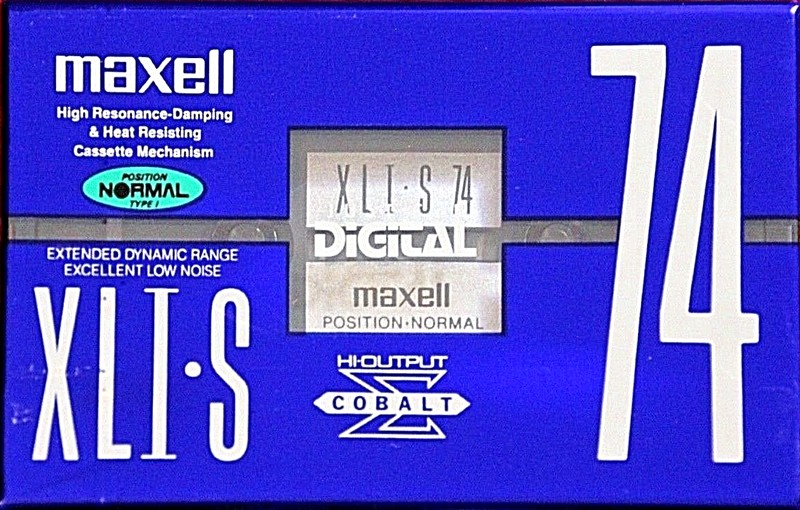 maxell
High Resonance-Damping
& Heat Resisting
Cassette Mechanism
POSITION
NORMAL
TYPE I
EXTENDED DYNAMIC RANGE
EXCELLENT LOW NOISE
XLI·S
XLI·S 74
DIGITAL
maxell
POSITION·NORMAL
HI-OUTPUT
COBALT
74